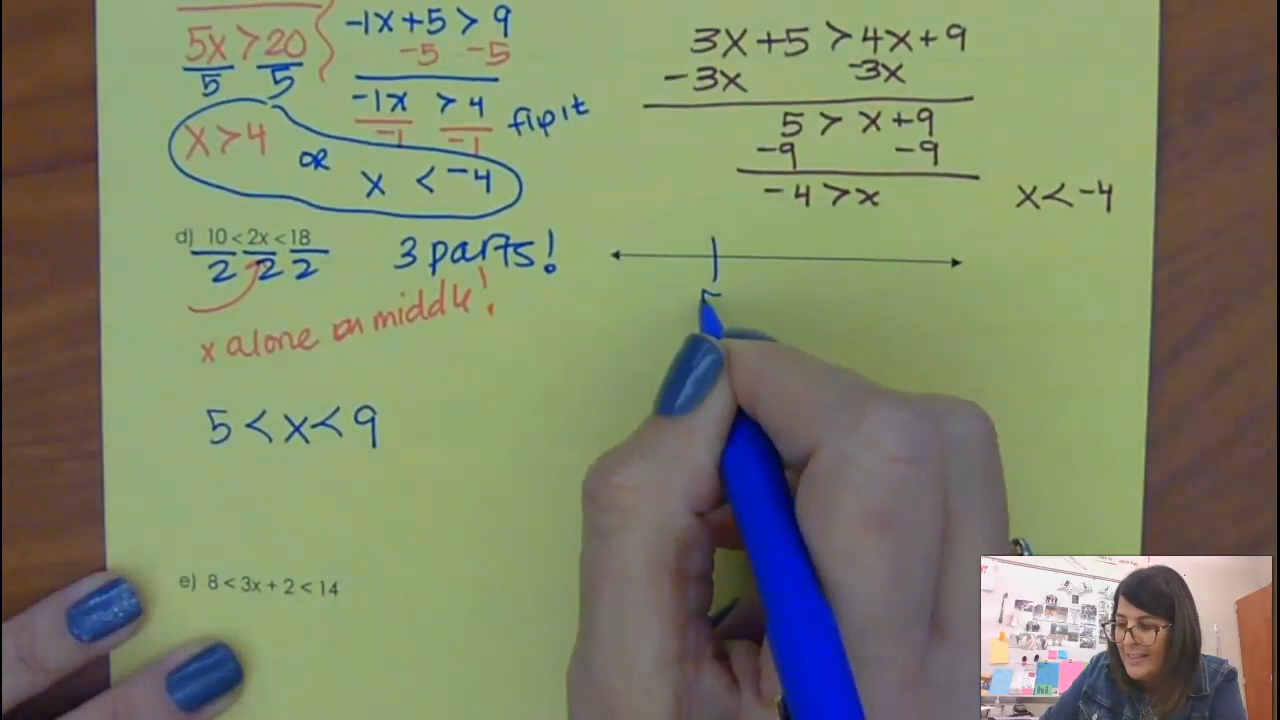 5x > 20
5 5
x > 4
OR
-1x + 5 > 9
-5 -5
-1x > 4
-1 -1
flip it
x < -4
3x + 5 > 4x + 9
-3x -3x
5 > x + 9
-9 -9
-4 > x
x < -4
d) 10 < 2x < 18
2 2 2
3 parts!
x alone in middle!
5 < x < 9
5
e) 8 < 3x + 2 < 14